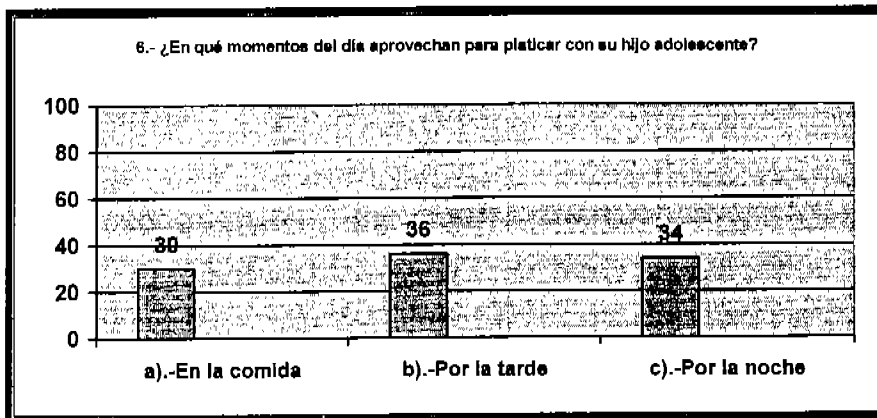 6.- ¿En qué momentos del día aprovechan para platicar con su hijo adolescente?
100
80
60
40
20
0
30
36
34
a).-En la comida
b).-Por la tarde
c).-Por la noche